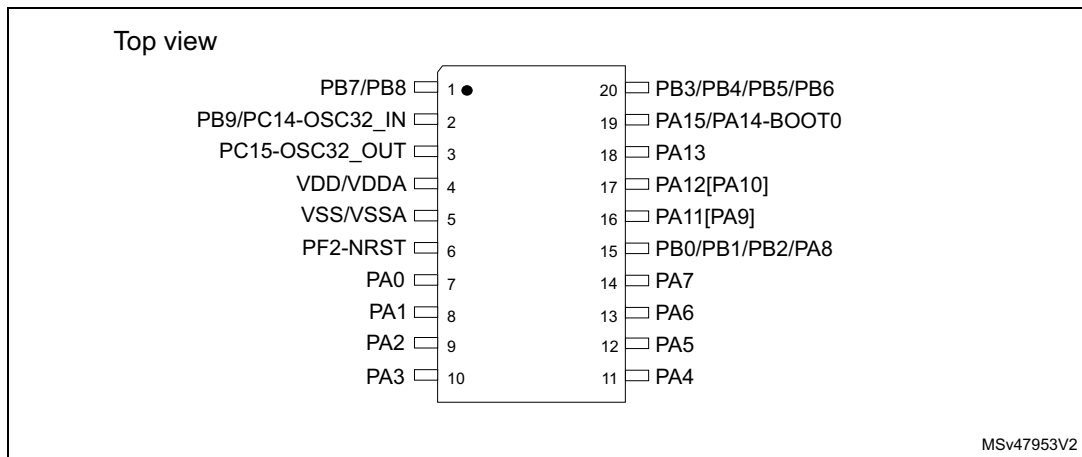 Top view
PB7/PB8 1 20 PB3/PB4/PB5/PB6
PB9/PC14-OSC32_IN 2 19 PA15/PA14-BOOT0
PC15-OSC32_OUT 3 18 PA13
VDD/VDDA 4 17 PA12[PA10]
VSS/VSSA 5 16 PA11[PA9]
PF2-NRST 6 15 PB0/PB1/PB2/PA8
PA0 7 14 PA7
PA1 8 13 PA6
PA2 9 12 PA5
PA3 10 11 PA4
MSv47953V2